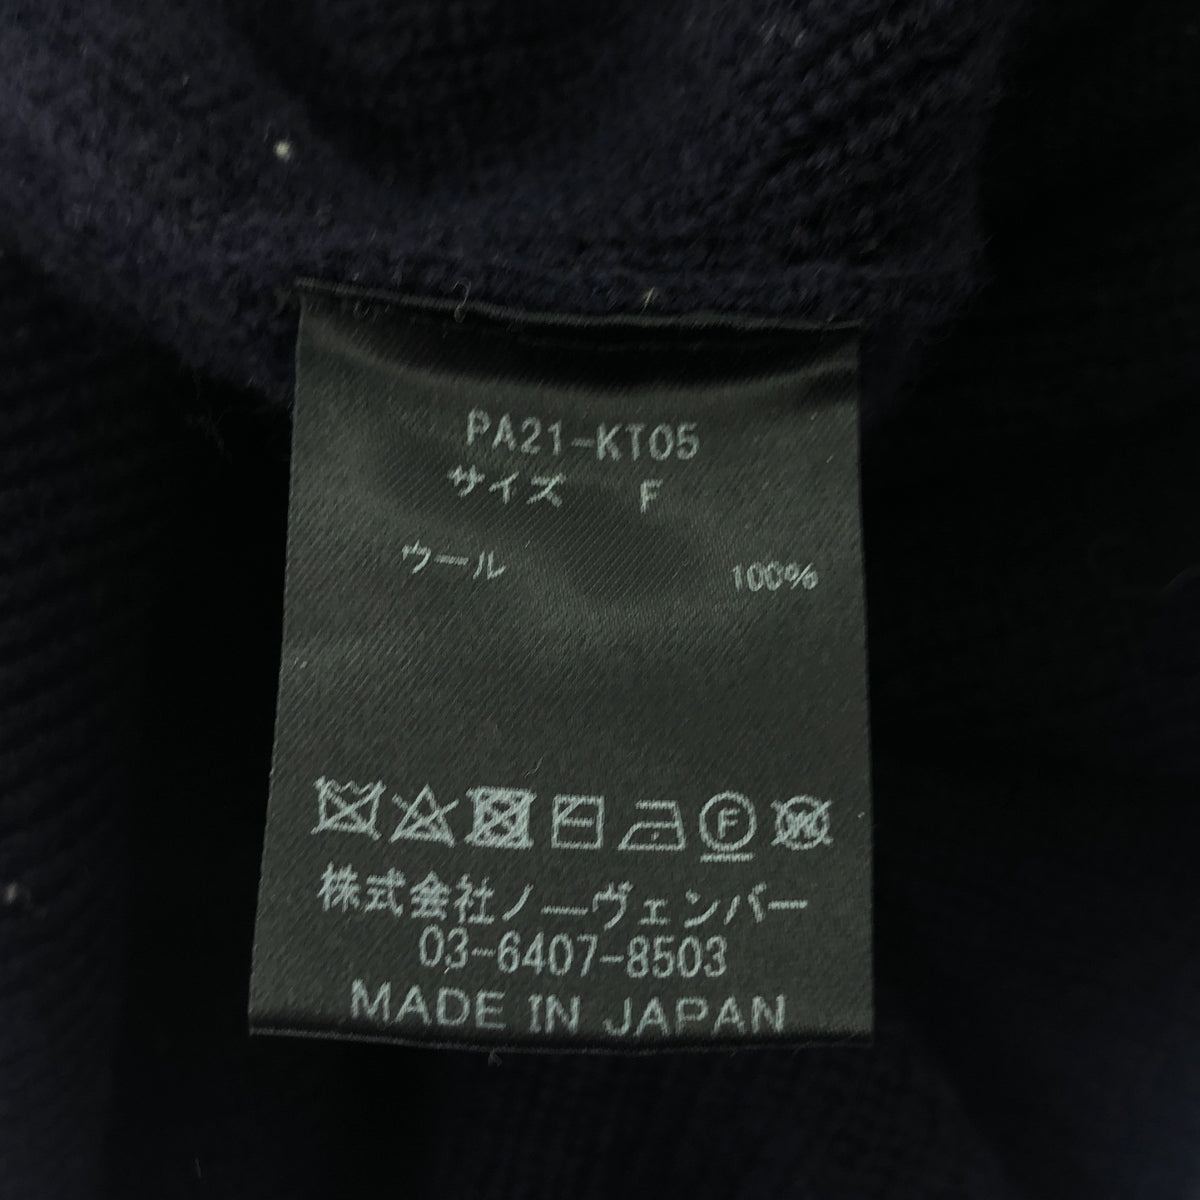 PA21-KT05
サイズ F
ウール 100%
F W
株式会社ノーヴェンバー
03-6407-8503
MADE IN JAPAN